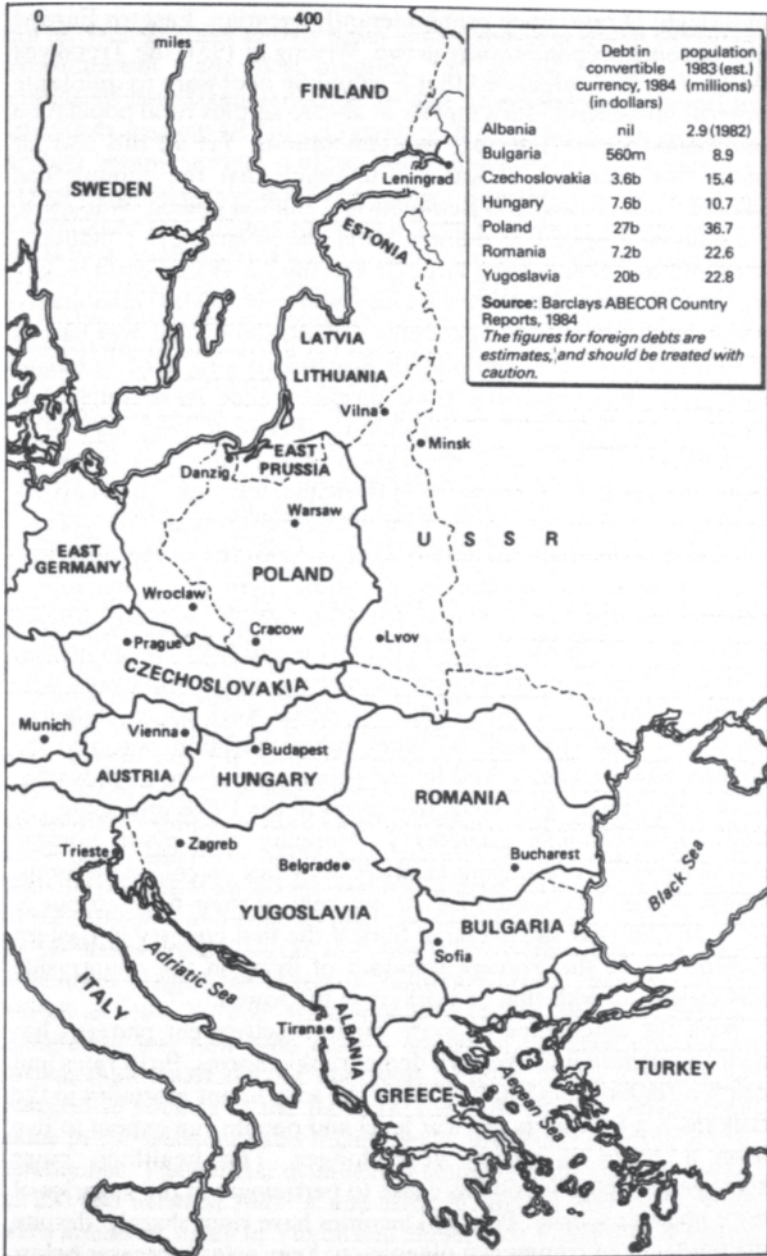 0 400
miles
FINLAND
Leningrad
SWEDEN
ESTONIA
LATVIA
LITHUANIA
Vilna
Minsk
EAST
PRUSSIA
Danzig
Warsaw
U S S R
EAST
GERMANY
POLAND
Wroclaw
Cracow
Lvov
Prague
CZECHOSLOVAKIA
Munich
Vienna
Budapest
AUSTRIA
HUNGARY
ROMANIA
Trieste
Zagreb
Belgrade
Bucharest
Black Sea
YUGOSLAVIA
BULGARIA
Sofia
Adriatic Sea
ITALY
Tirana
ALBANIA
GREECE
Aegean Sea
TURKEY
Debt in population
convertible 1983 (est.)
currency, 1984 (millions)
(in dollars)
Albania nil 2.9 (1982)
Bulgaria 560m 8.9
Czechoslovakia 3.6b 15.4
Hungary 7.6b 10.7
Poland 27b 36.7
Romania 7.2b 22.6
Yugoslavia 20b 22.8
Source: Barclays ABECOR Country
Reports, 1984
The figures for foreign debts are
estimates, and should be treated with
caution.